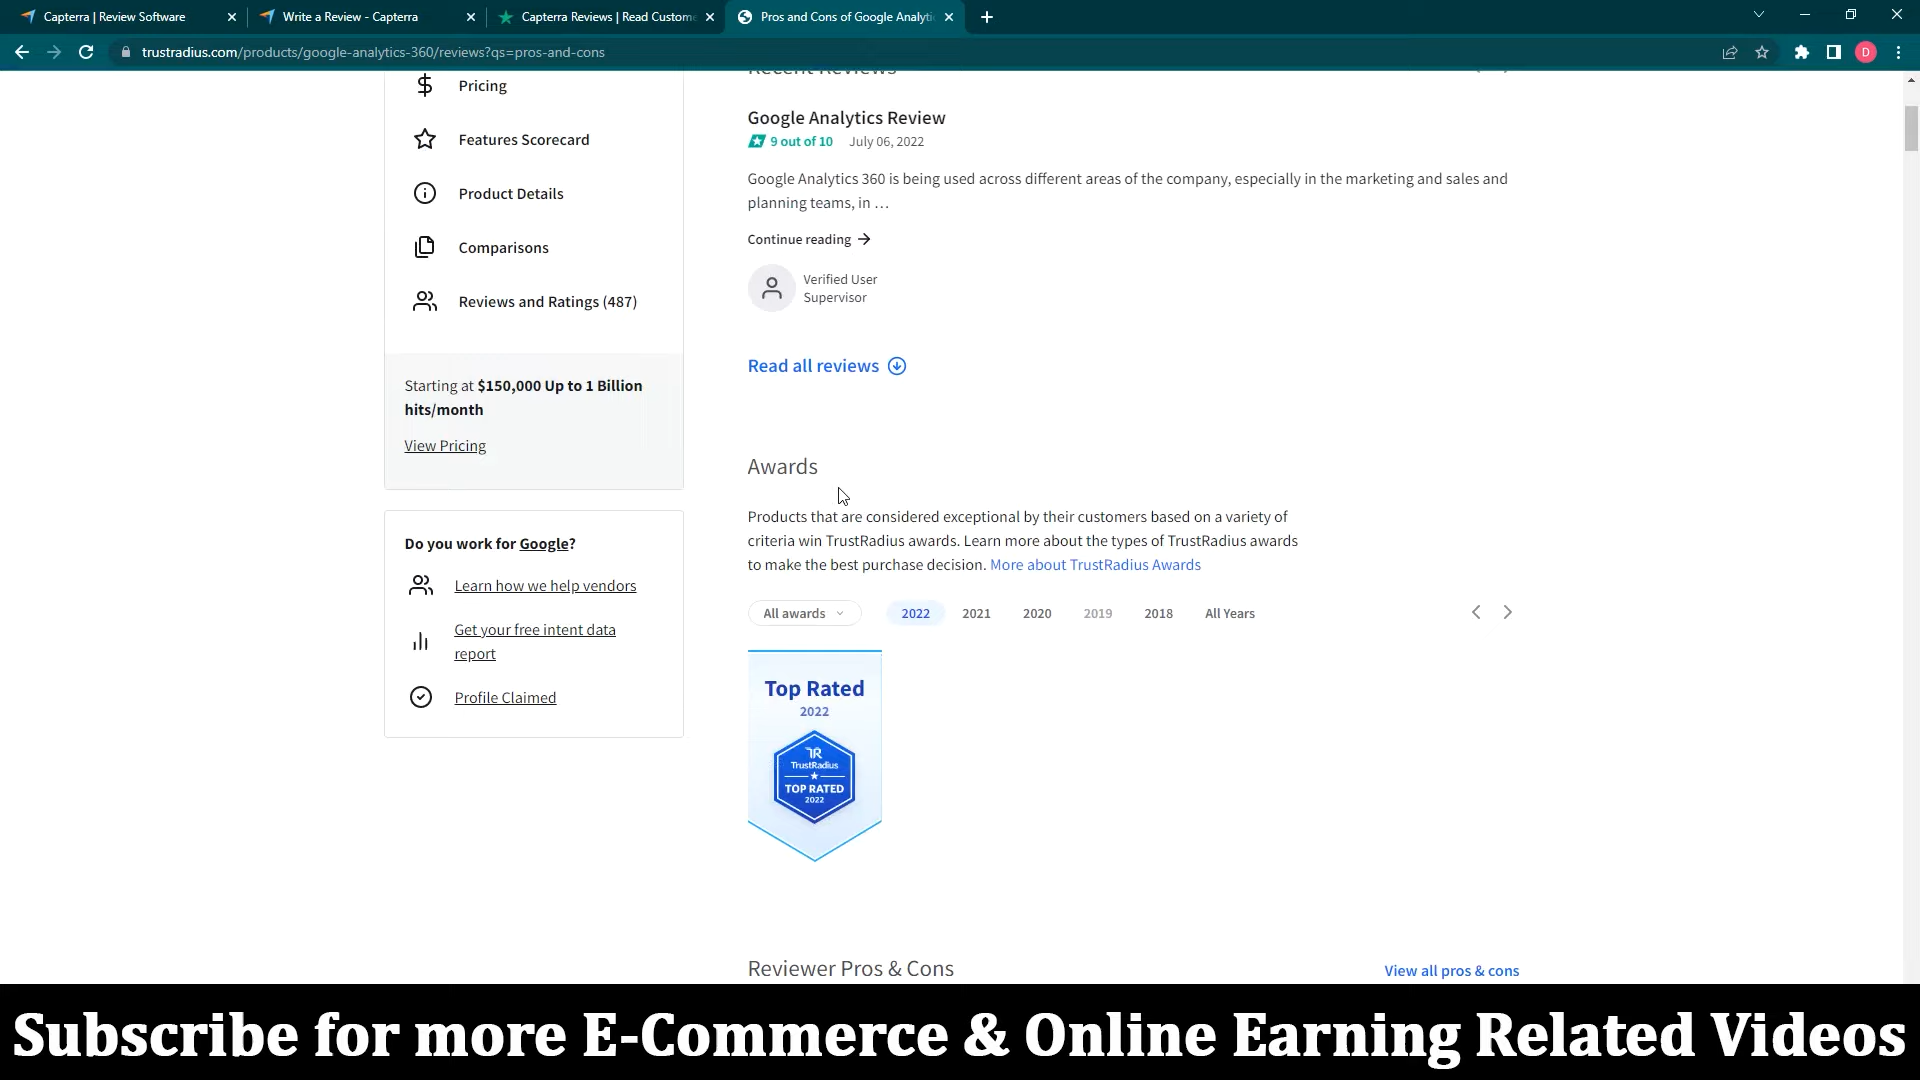 Capterra | Review Software
Write a Review - Capterra
Capterra Reviews | Read Custome
Pros and Cons of Google Analyti
trustradius.com/products/google-analytics-360/reviews?qs=pros-and-cons
D
Pricing
Features Scorecard
Product Details
Comparisons
Reviews and Ratings (487)
Starting at $150,000 Up to 1 Billion
hits/month
View Pricing
Do you work for Google?
Learn how we help vendors
Get your free intent data
report
Profile Claimed
Recent Reviews
Google Analytics Review
9 out of 10 July 06, 2022
Google Analytics 360 is being used across different areas of the company, especially in the marketing and sales and
planning teams, in …
Continue reading
Verified User
Supervisor
Read all reviews
Awards
Products that are considered exceptional by their customers based on a variety of
criteria win TrustRadius awards. Learn more about the types of TrustRadius awards
to make the best purchase decision. More about TrustRadius Awards
All awards 2022 2021 2020 2019 2018 All Years
Top Rated
2022
TR
TrustRadius
TOP RATED
2022
Reviewer Pros & Cons
View all pros & cons
Subscribe for more E-Commerce & Online Earning Related Videos